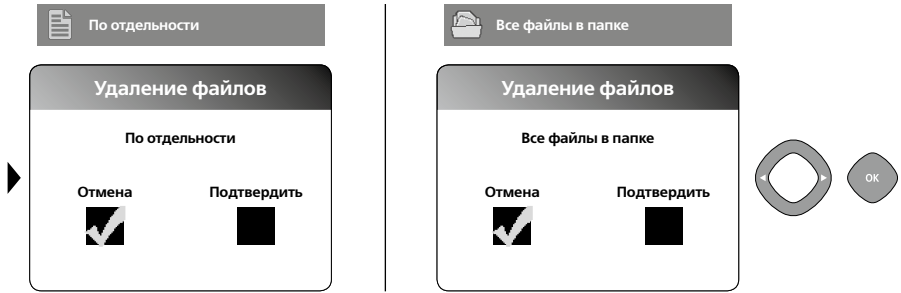 По отдельности
Удаление файлов
По отдельности
Отмена Подтвердить
Все файлы в папке
Удаление файлов
Все файлы в папке
Отмена Подтвердить
OK